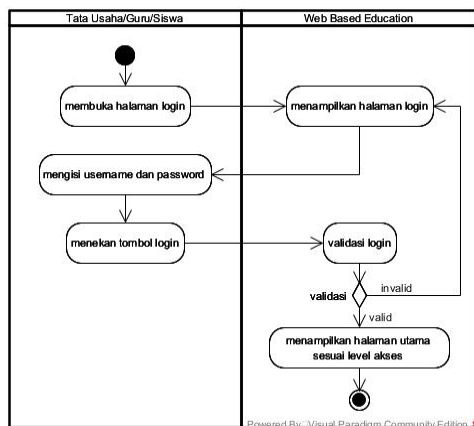 Tata Usaha/Guru/Siswa
Web Based Education
membuka halaman login
menampilkan halaman login
mengisi username dan password
menekan tombol login
validasi login
validasi
invalid
valid
menampilkan halaman utama
sesuai level akses
Powered By Visual Paradigm Community Edition